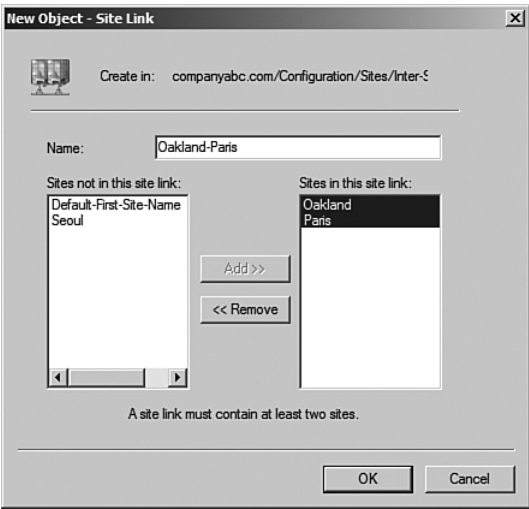 New Object - Site Link
Create in: companyabc.com/Configuration/Sites/Inter-S
Name: Oakland-Paris
Sites not in this site link:
Default-First-Site-Name
Seoul
Sites in this site link:
Oakland
Paris
Add >>
<< Remove
A site link must contain at least two sites.
OK Cancel